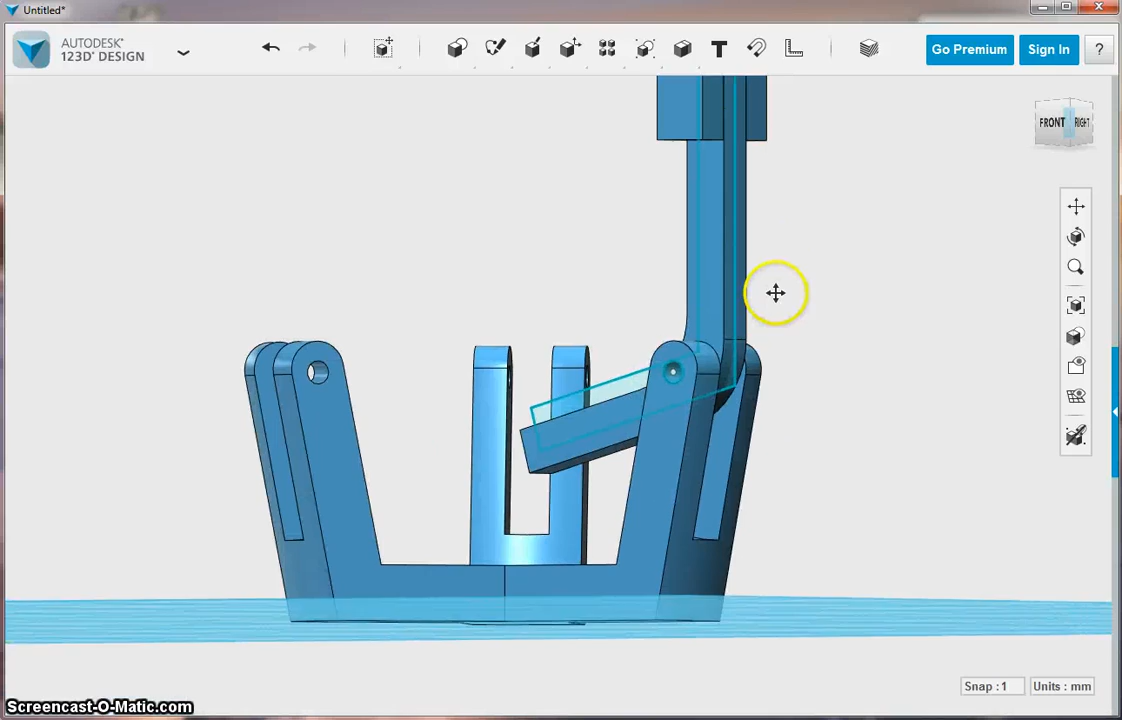 Untitled*
AUTODESK®
123D® DESIGN
T
Go Premium
Sign In
?
FRONT
RIGHT
Snap : 1
Units : mm
Screencast-O-Matic.com